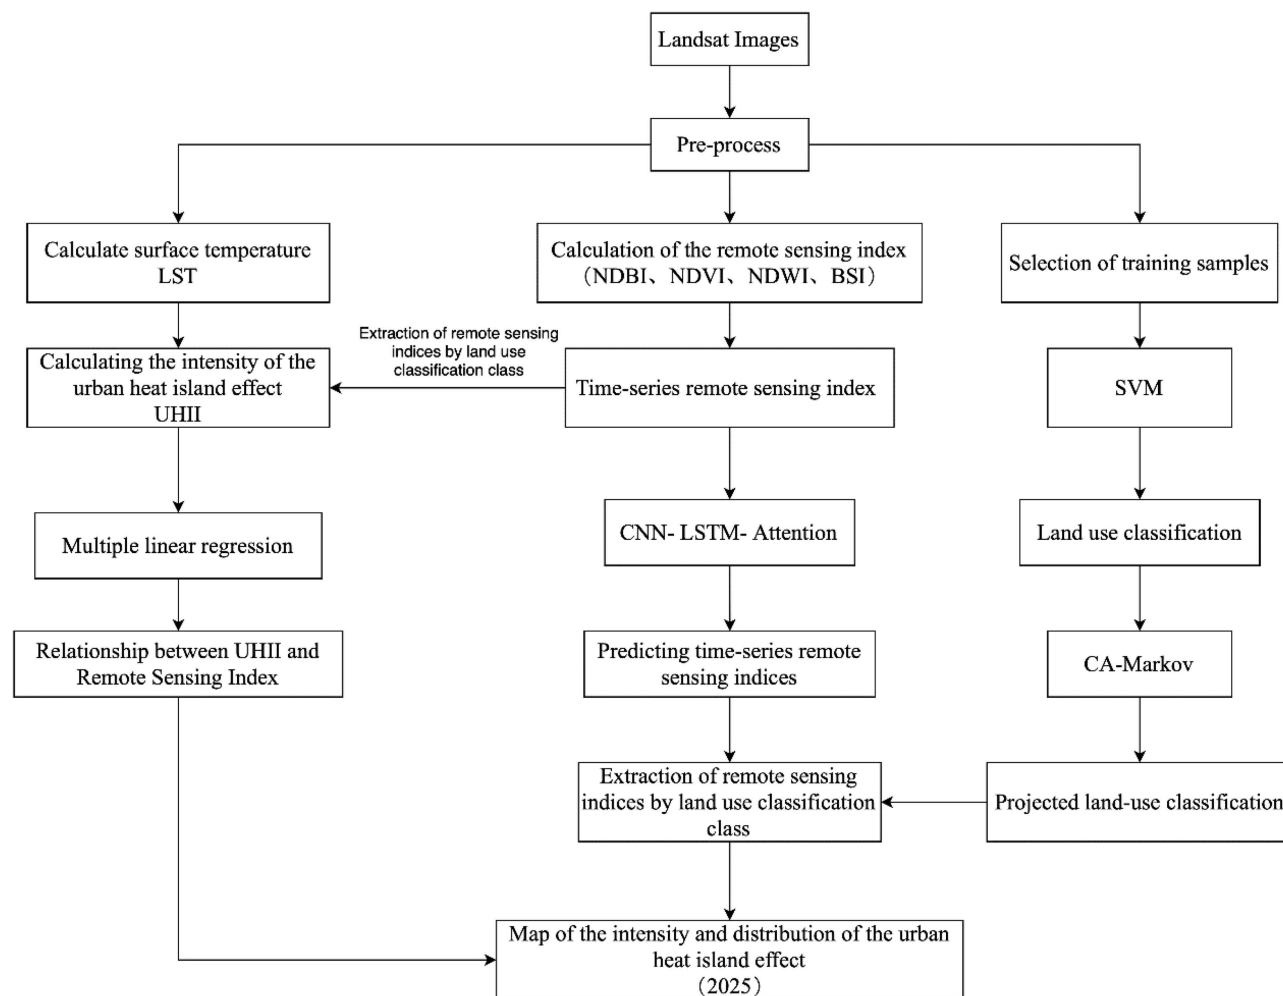 Landsat Images
Pre-process
Calculate surface temperature
LST
Calculation of the remote sensing index
（NDBI、NDVI、NDWI、BSI）
Selection of training samples
Extraction of remote sensing
indices by land use
classification class
Calculating the intensity of the
urban heat island effect
UHII
Time-series remote sensing index
SVM
Multiple linear regression
CNN- LSTM- Attention
Land use classification
Relationship between UHII and
Remote Sensing Index
Predicting time-series remote
sensing indices
CA-Markov
Extraction of remote sensing
indices by land use classification
class
Projected land-use classification
Map of the intensity and distribution of the urban
heat island effect
（2025）